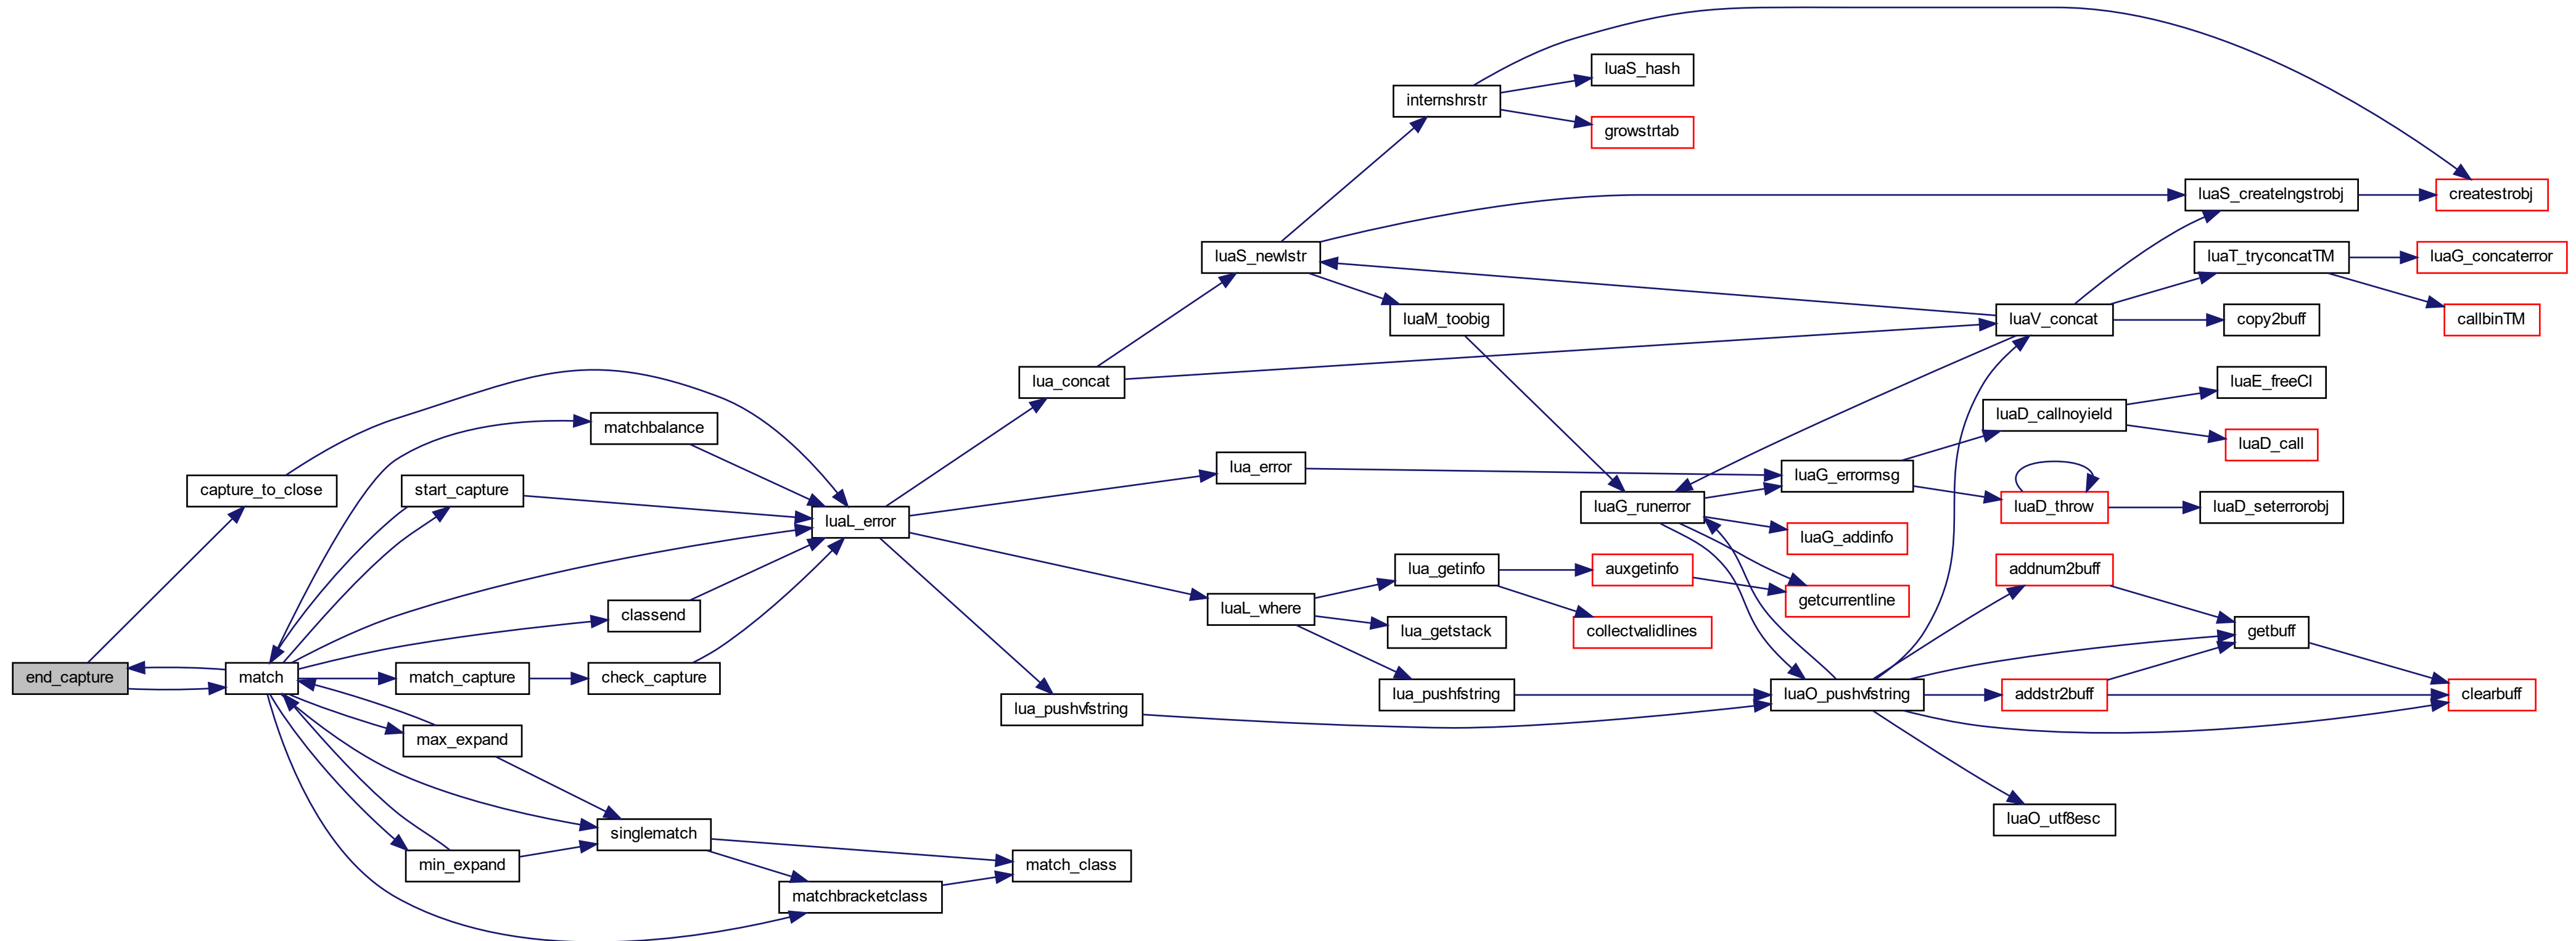 end_capture
capture_to_close
match
matchbalance
start_capture
classend
match_capture
check_capture
max_expand
min_expand
singlematch
matchbracketclass
match_class
luaL_error
lua_concat
lua_error
luaL_where
lua_pushvfstring
luaS_newlstr
internshrstr
luaS_hash
growstrtab
luaM_toobig
lua_getinfo
lua_getstack
lua_pushfstring
auxgetinfo
collectvalidlines
luaG_runerror
luaG_errormsg
luaG_addinfo
getcurrentline
luaO_pushvfstring
luaV_concat
luaD_callnoyield
luaD_throw
addnum2buff
addstr2buff
luaO_utf8esc
luaS_createlngstrobj
luaT_tryconcatTM
copy2buff
luaE_freeCI
luaD_call
luaD_seterrorobj
getbuff
createstrobj
luaG_concaterror
callbinTM
clearbuff